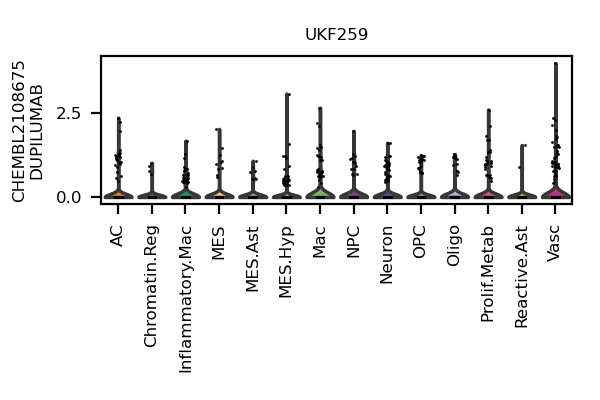 UKF259
CHEMBL2108675
DUPILUMAB
2.5
0.0
AC
Chromatin.Reg
Inflammatory.Mac
MES
MES.Ast
MES.Hyp
Mac
NPC
Neuron
OPC
Oligo
Prolif.Metab
Reactive.Ast
Vasc